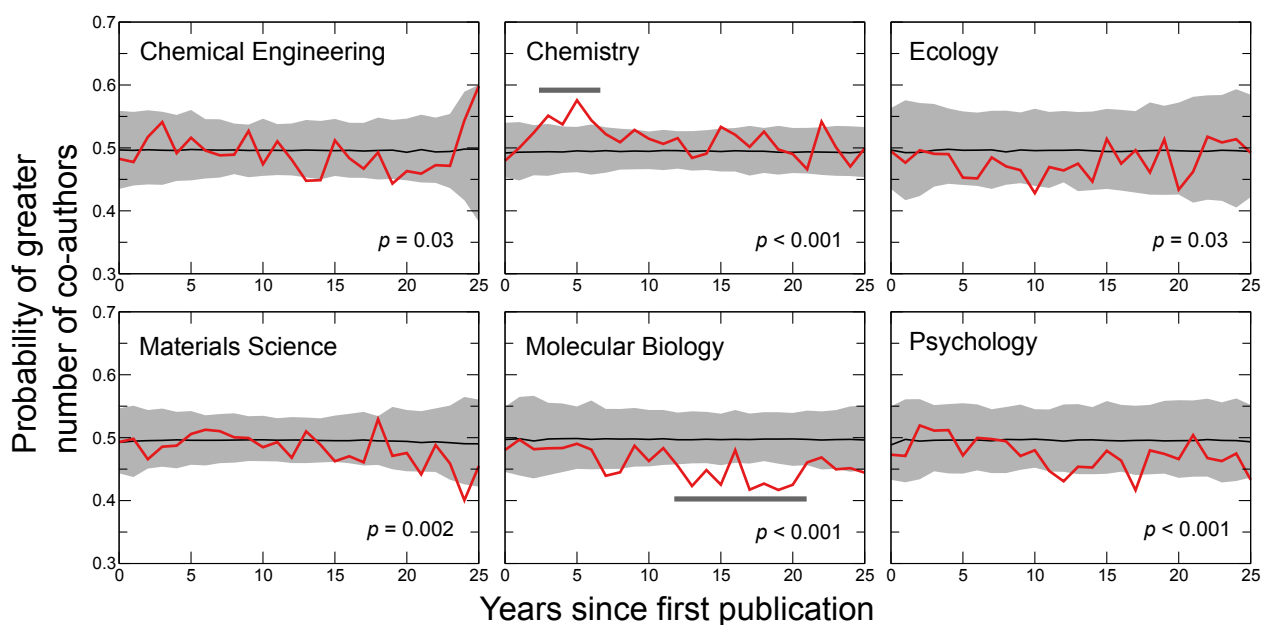 Probability of greater
number of co-authors
0.7
0.6
0.5
0.4
0.3
Chemical Engineering
p = 0.03
0 5 10 15 20 25
Chemistry
p < 0.001
0 5 10 15 20 25
Ecology
p = 0.03
0 5 10 15 20 25
0.7
0.6
0.5
0.4
0.3
Materials Science
p = 0.002
0 5 10 15 20 25
Molecular Biology
p < 0.001
0 5 10 15 20 25
Psychology
p < 0.001
0 5 10 15 20 25
Years since first publication